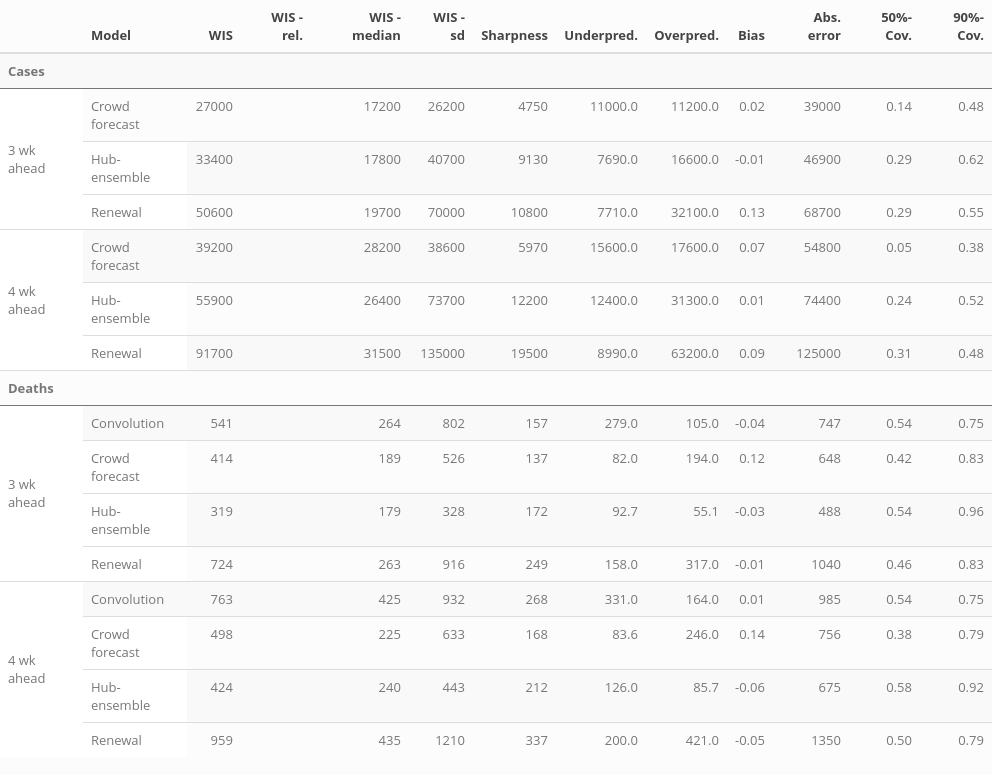 Model WIS WIS - rel. WIS - median WIS - sd Sharpness Underpred. Overpred. Bias Abs. error 50%- Cov. 90%- Cov.
Cases
3 wk ahead
Crowd forecast 27000 17200 26200 4750 11000.0 11200.0 0.02 39000 0.14 0.48
Hub-ensemble 33400 17800 40700 9130 7690.0 16600.0 -0.01 46900 0.29 0.62
Renewal 50600 19700 70000 10800 7710.0 32100.0 0.13 68700 0.29 0.55
4 wk ahead
Crowd forecast 39200 28200 38600 5970 15600.0 17600.0 0.07 54800 0.05 0.38
Hub-ensemble 55900 26400 73700 12200 12400.0 31300.0 0.01 74400 0.24 0.52
Renewal 91700 31500 135000 19500 8990.0 63200.0 0.09 125000 0.31 0.48
Deaths
3 wk ahead
Convolution 541 264 802 157 279.0 105.0 -0.04 747 0.54 0.75
Crowd forecast 414 189 526 137 82.0 194.0 0.12 648 0.42 0.83
Hub-ensemble 319 179 328 172 92.7 55.1 -0.03 488 0.54 0.96
Renewal 724 263 916 249 158.0 317.0 -0.01 1040 0.46 0.83
4 wk ahead
Convolution 763 425 932 268 331.0 164.0 0.01 985 0.54 0.75
Crowd forecast 498 225 633 168 83.6 246.0 0.14 756 0.38 0.79
Hub-ensemble 424 240 443 212 126.0 85.7 -0.06 675 0.58 0.92
Renewal 959 435 1210 337 200.0 421.0 -0.05 1350 0.50 0.79